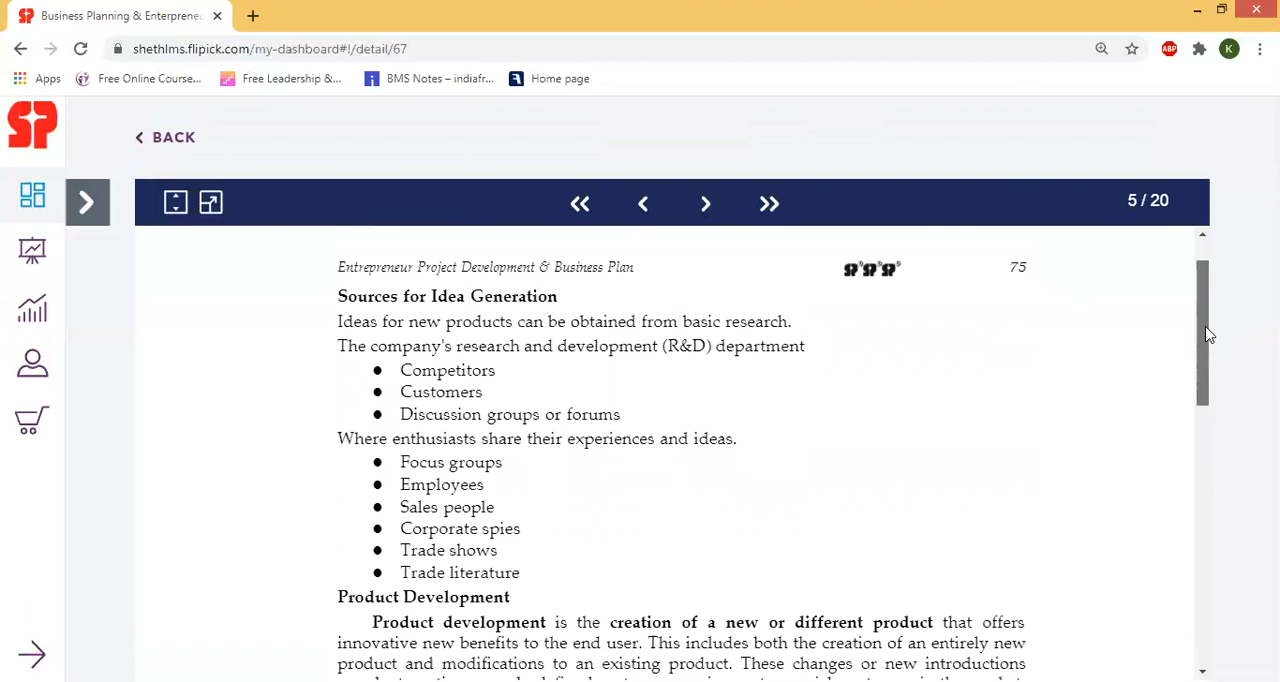 Business Planning & Enterprene
shethlms.flipick.com/my-dashboard#!/detail/67
ABP
K
Apps
Free Online Course...
Free Leadership &...
BMS Notes – indiafr...
Home page
SP
BACK
5 / 20
Entrepreneur Project Development & Business Plan
75
Sources for Idea Generation
Ideas for new products can be obtained from basic research.
The company's research and development (R&D) department
● Competitors
● Customers
● Discussion groups or forums
Where enthusiasts share their experiences and ideas.
● Focus groups
● Employees
● Sales people
● Corporate spies
● Trade shows
● Trade literature
Product Development
Product development is the creation of a new or different product that offers
innovative new benefits to the end user. This includes both the creation of an entirely new
product and modifications to an existing product. These changes or new introductions